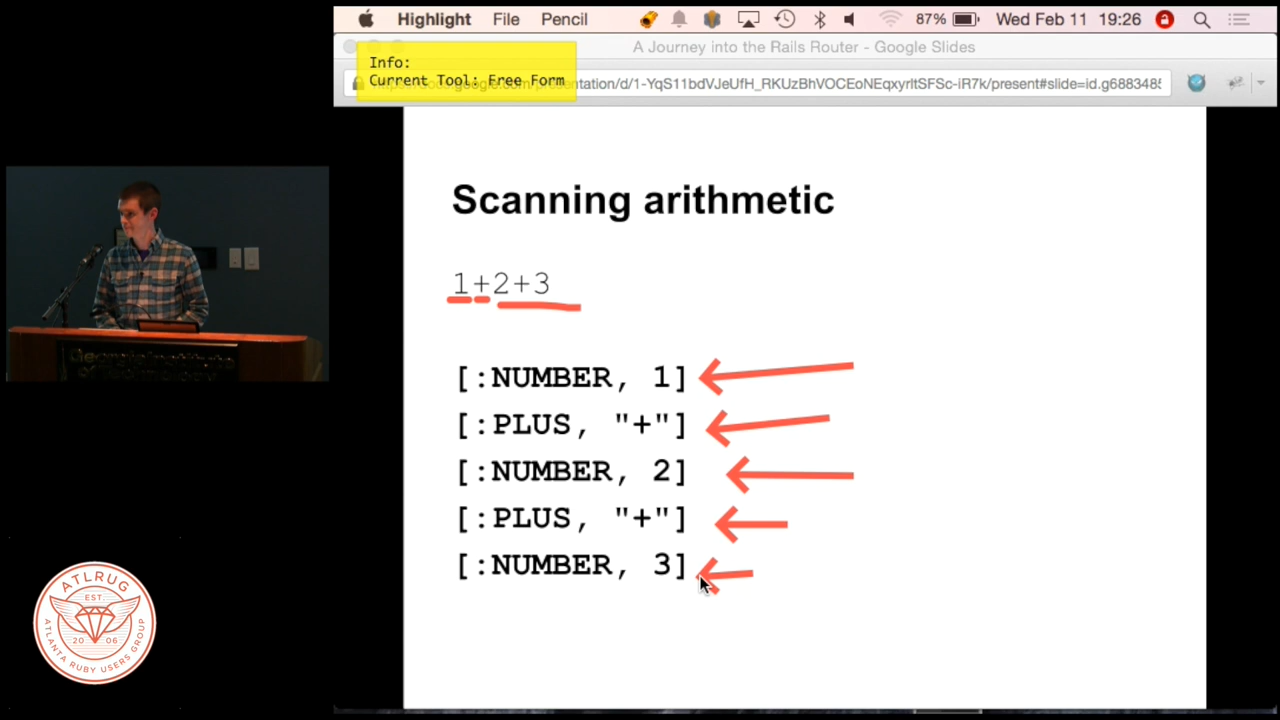 Highlight File Pencil 87% Wed Feb 11 19:26
A Journey into the Rails Router - Google Slides
Info:
Current Tool: Free Form
Scanning arithmetic
1+2+3
[:NUMBER, 1]
[:PLUS, "+"]
[:NUMBER, 2]
[:PLUS, "+"]
[:NUMBER, 3]
ATLRUG
EST.
20 06
ATLANTA RUBY USERS GROUP